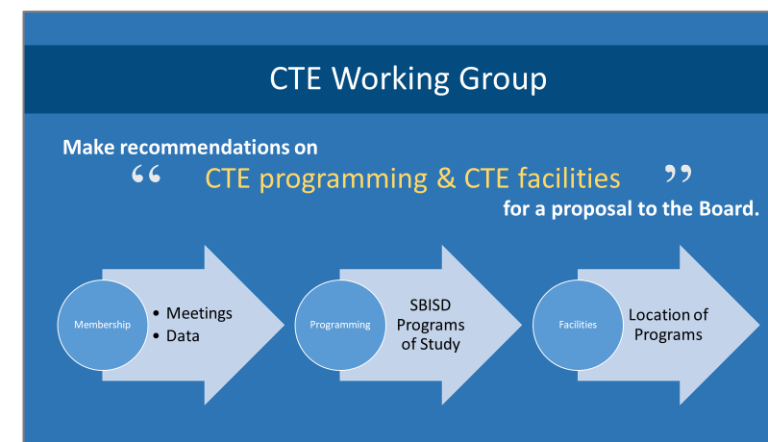 CTE Working Group
Make recommendations on
“ CTE programming & CTE facilities ”
for a proposal to the Board.
Membership
• Meetings
• Data
Programming
SBISD
Programs
of Study
Facilities
Location of
Programs